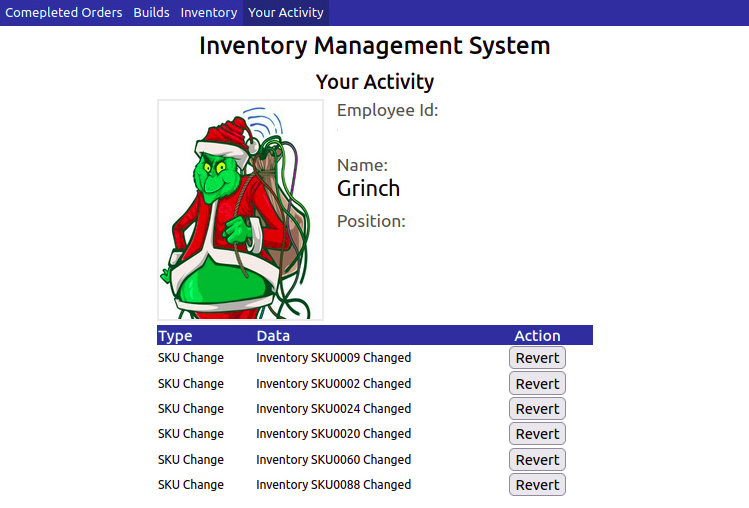 Comepleted Orders Builds Inventory Your Activity
Inventory Management System
Your Activity
Employee Id:
Name:
Grinch
Position:
Type Data Action
SKU Change Inventory SKU0009 Changed Revert
SKU Change Inventory SKU0002 Changed Revert
SKU Change Inventory SKU0024 Changed Revert
SKU Change Inventory SKU0020 Changed Revert
SKU Change Inventory SKU0060 Changed Revert
SKU Change Inventory SKU0088 Changed Revert